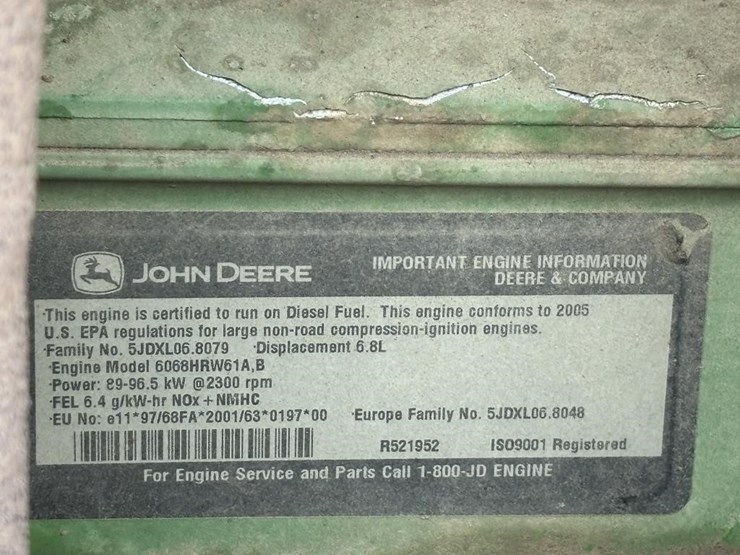 JOHN DEERE
IMPORTANT ENGINE INFORMATION
DEERE & COMPANY
This engine is certified to run on Diesel Fuel. This engine conforms to 2005
U.S. EPA regulations for large non-road compression-ignition engines.
Family No. 5JDXL06.8079 Displacement 6.8L
Engine Model 6068HRW61A,B
Power: 89-96.5 kW @2300 rpm
FEL 6.4 g/kW-hr NOx + NMHC
EU No: e11*97/68FA*2001/63*0197*00 Europe Family No. 5JDXL06.8048
R521952 ISO9001 Registered
For Engine Service and Parts Call 1-800-JD ENGINE